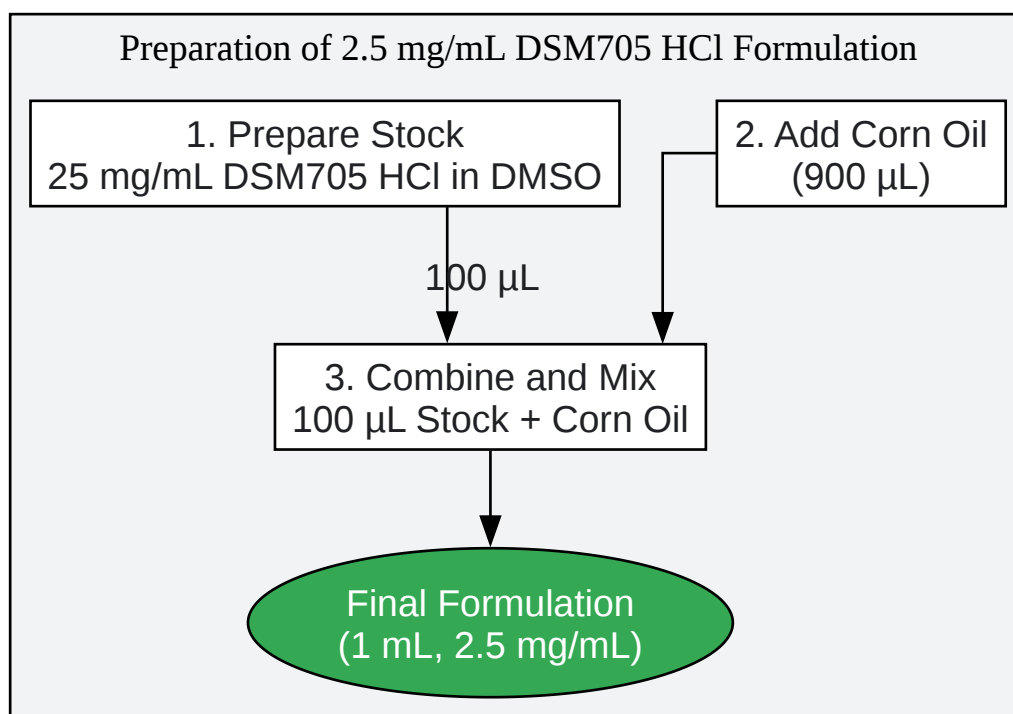 Preparation of 2.5 mg/mL DSM705 HCl Formulation
1. Prepare Stock
25 mg/mL DSM705 HCl in DMSO
2. Add Corn Oil
(900 µL)
100 µL
3. Combine and Mix
100 µL Stock + Corn Oil
Final Formulation
(1 mL, 2.5 mg/mL)